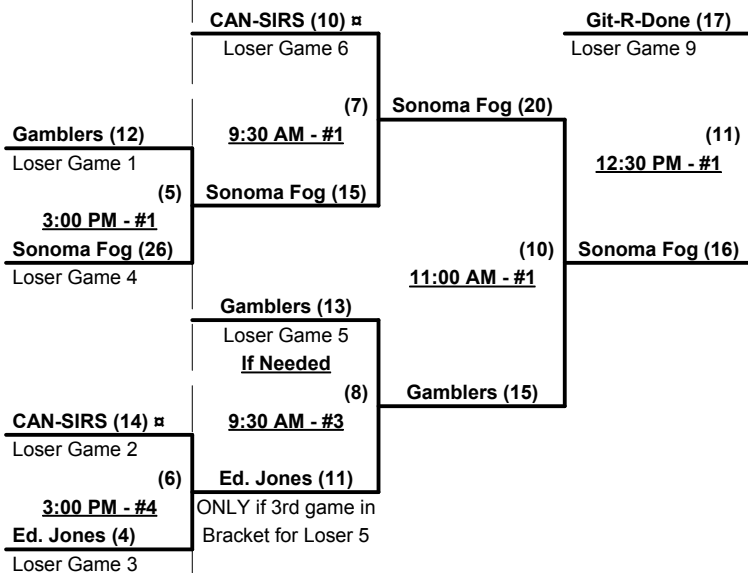 CAN-SIRS (10) ¤
Loser Game 6
Git-R-Done (17)
Loser Game 9
(7)
9:30 AM - #1
Sonoma Fog (20)
Gamblers (12)
Loser Game 1
(11)
12:30 PM - #1
(5)
3:00 PM - #1
Sonoma Fog (15)
Sonoma Fog (26)
Loser Game 4
(10)
11:00 AM - #1
Sonoma Fog (16)
Gamblers (13)
Loser Game 5
If Needed
(8)
9:30 AM - #3
Gamblers (15)
CAN-SIRS (14) ¤
Loser Game 2
(6)
3:00 PM - #4
Ed. Jones (11)
ONLY if 3rd game in
Bracket for Loser 5
Ed. Jones (4)
Loser Game 3